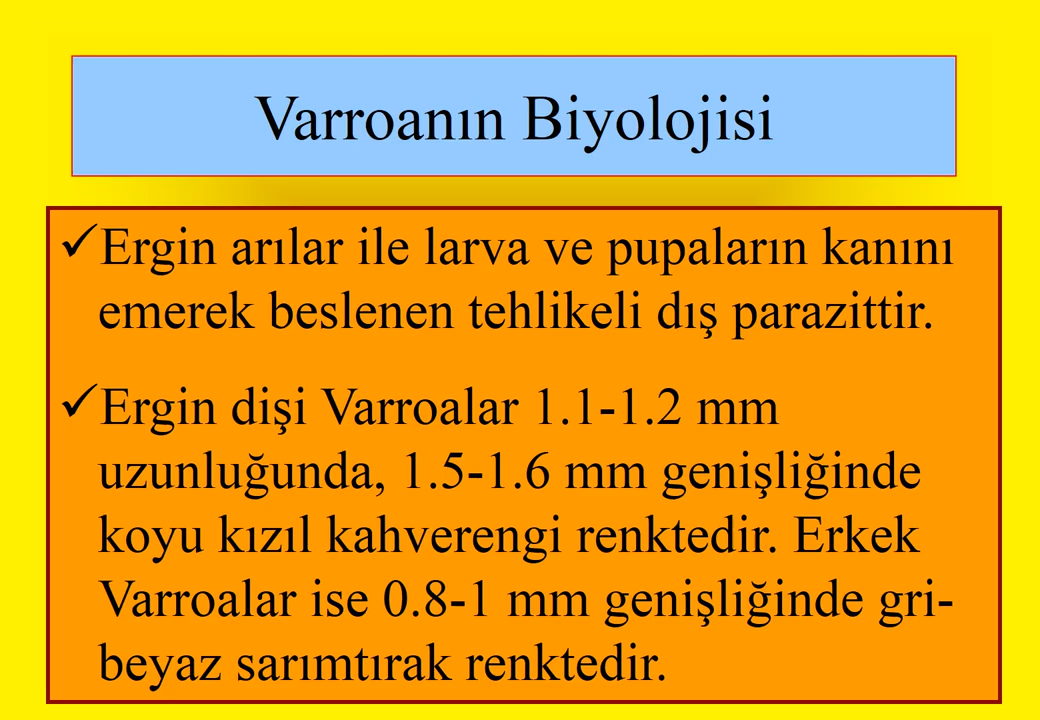 Varroanın Biyolojisi
✓Ergin arılar ile larva ve pupaların kanını
emerek beslenen tehlikeli dış parazittir.
✓Ergin dişi Varroalar 1.1-1.2 mm
uzunluğunda, 1.5-1.6 mm genişliğinde
koyu kızıl kahverengi renktedir. Erkek
Varroalar ise 0.8-1 mm genişliğinde gri-
beyaz sarımtırak renktedir.